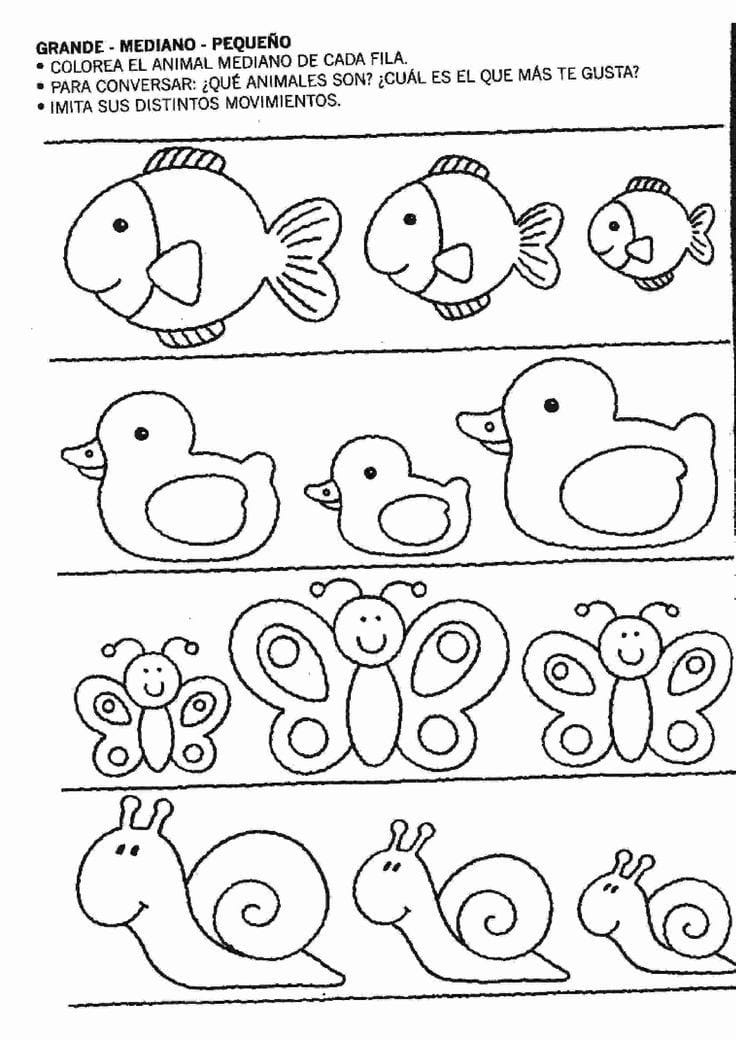 GRANDE - MEDIANO - PEQUEÑO
• COLOREA EL ANIMAL MEDIANO DE CADA FILA.
• PARA CONVERSAR: ¿QUÉ ANIMALES SON? ¿CUÁL ES EL QUE MÁS TE GUSTA?
• IMITA SUS DISTINTOS MOVIMIENTOS.